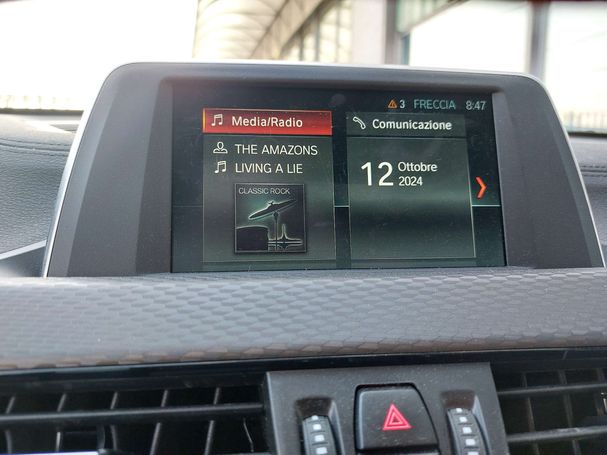 3 FRECCIA 8:47
Media/Radio
THE AMAZONS
LIVING A LIE
CLASSIC ROCK
Comunicazione
12 Ottobre
2024